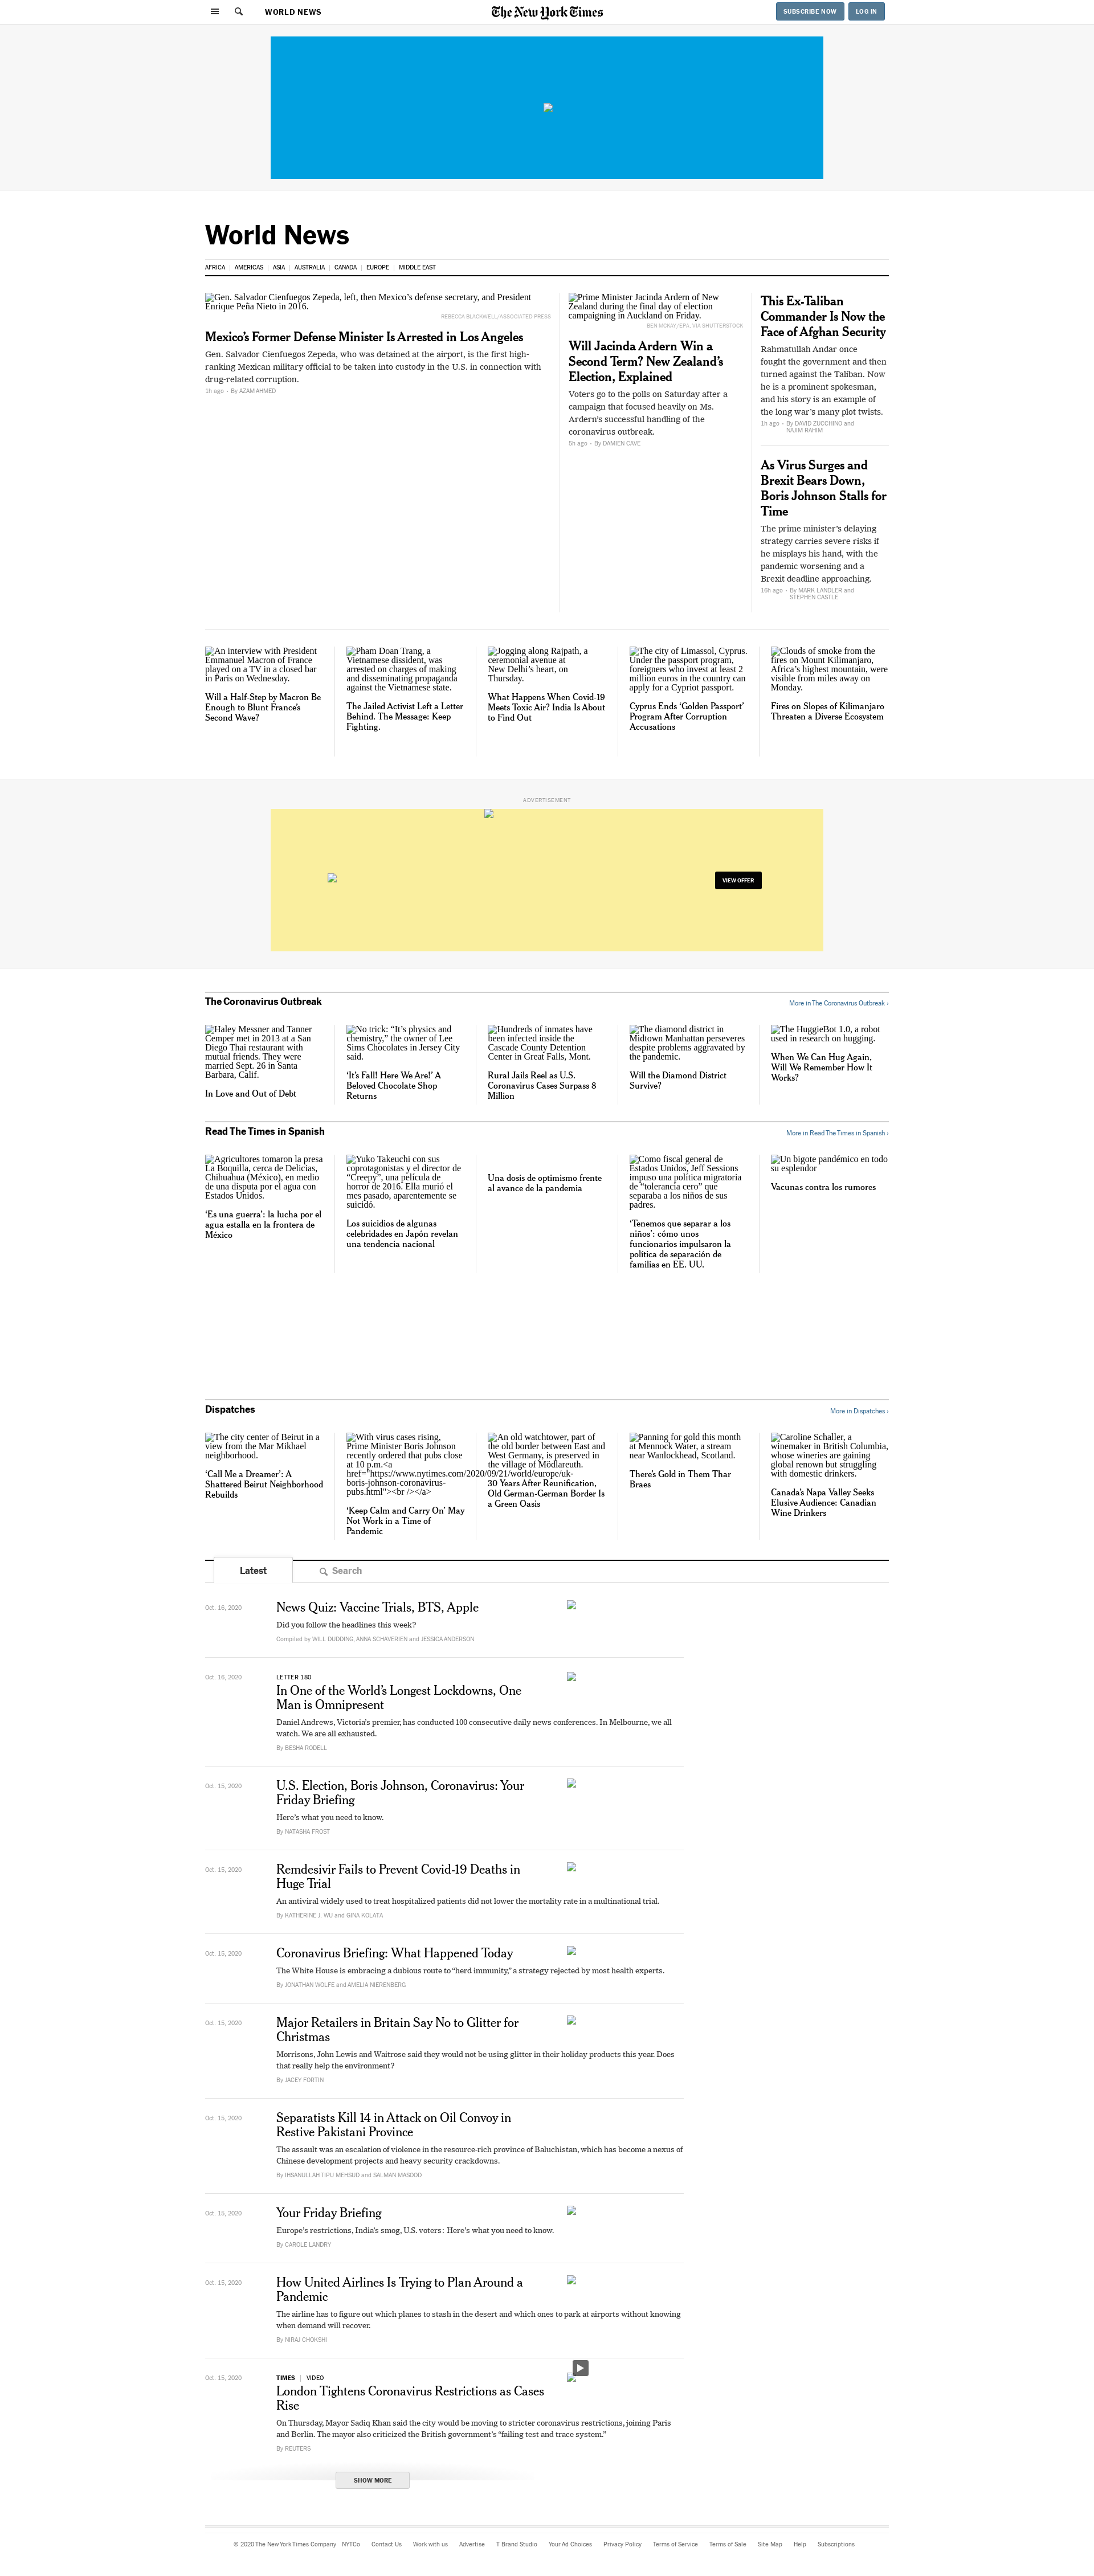 WORLD NEWS
The New York Times
SUBSCRIBE NOW
LOG IN
World News
AFRICA
AMERICAS
ASIA
AUSTRALIA
CANADA
EUROPE
MIDDLE EAST
Gen. Salvador Cienfuegos Zepeda, left, then Mexico’s defense secretary, and President
Enrique Peña Nieto in 2016.
REBECCA BLACKWELL/ASSOCIATED PRESS
Mexico’s Former Defense Minister Is Arrested in Los Angeles
Gen. Salvador Cienfuegos Zepeda, who was detained at the airport, is the first high-
ranking Mexican military official to be taken into custody in the U.S. in connection with
drug-related corruption.
1h ago • By AZAM AHMED
Prime Minister Jacinda Ardern of New
Zealand during the final day of election
campaigning in Auckland on Friday.
BEN MCKAY/EPA, VIA SHUTTERSTOCK
Will Jacinda Ardern Win a
Second Term? New Zealand’s
Election, Explained
Voters go to the polls on Saturday after a
campaign that focused heavily on Ms.
Ardern’s successful handling of the
coronavirus outbreak.
5h ago • By DAMIEN CAVE
This Ex-Taliban
Commander Is Now the
Face of Afghan Security
Rahmatullah Andar once
fought the government and then
turned against the Taliban. Now
he is a prominent spokesman,
and his story is an example of
the long war’s many plot twists.
1h ago • By DAVID ZUCCHINO and
NAJIM RAHIM
As Virus Surges and
Brexit Bears Down,
Boris Johnson Stalls for
Time
The prime minister’s delaying
strategy carries severe risks if
he misplays his hand, with the
pandemic worsening and a
Brexit deadline approaching.
18h ago • By MARK LANDLER and
STEPHEN CASTLE
An interview with President
Emmanuel Macron of France
played on a TV in a closed bar
in Paris on Wednesday.
Will a Half-Step by Macron Be
Enough to Blunt France’s
Second Wave?
Pham Doan Trang, a
Vietnamese dissident, was
arrested on charges of making
and disseminating propaganda
against the Vietnamese state.
The Jailed Activist Left a Letter
Behind. The Message: Keep
Fighting.
Jogging along Rajpath, a
ceremonial avenue at
New Delhi’s heart, on
Thursday.
What Happens When Covid-19
Meets Toxic Air? India Is About
to Find Out
The city of Limassol, Cyprus.
Under the passport program,
foreigners who invest at least 2
million euros in the country can
apply for a Cypriot passport.
Cyprus Ends ‘Golden Passport’
Program After Corruption
Accusations
Clouds of smoke from the
fires on Mount Kilimanjaro,
Africa’s highest mountain, were
visible from miles away on
Monday.
Fires on Slopes of Kilimanjaro
Threaten a Diverse Ecosystem
ADVERTISEMENT
VIEW OFFER
The Coronavirus Outbreak
More in The Coronavirus Outbreak ›
Haley Messner and Tanner
Cemper met in 2013 at a San
Diego Thai restaurant with
mutual friends. They were
married Sept. 26 in Santa
Barbara, Calif.
In Love and Out of Debt
No trick: “It’s physics and
chemistry,” the owner of Lee
Sims Chocolates in Jersey City
said.
‘It’s Fall! Here We Are!’ A
Beloved Chocolate Shop
Returns
Hundreds of inmates have
been infected inside the
Cascade County Detention
Center in Great Falls, Mont.
Rural Jails Reel as U.S.
Coronavirus Cases Surpass 8
Million
The diamond district in
Midtown Manhattan perseveres
despite problems aggravated by
the pandemic.
Will the Diamond District
Survive?
The HuggieBot 1.0, a robot
used in research on hugging.
When We Can Hug Again,
Will We Remember How It
Works?
Read The Times in Spanish
More in Read The Times in Spanish ›
Agricultores tomaron la presa
La Boquilla, cerca de Delicias,
Chihuahua (México), en medio
de una disputa por el agua con
Estados Unidos.
‘Es una guerra’: la lucha por el
agua estalla en la frontera de
México
Yuko Takeuchi con sus
coprotagonistas y el director de
“Creepy”, una película de
horror de 2016. Ella murió el
mes pasado, aparentemente se
suicidó.
Los suicidios de algunas
celebridades en Japón revelan
una tendencia nacional
Una dosis de optimismo frente
al avance de la pandemia
Como fiscal general de
Estados Unidos, Jeff Sessions
impuso una política migratoria
de “tolerancia cero” que
separaba a los niños de sus
padres.
‘Tenemos que separar a los
niños’: cómo unos
funcionarios impulsaron la
política de separación de
familias en EE. UU.
Un bigote pandémico en todo
su esplendor
Vacunas contra los rumores
Dispatches
More in Dispatches ›
The city center of Beirut in a
view from the Mar Mikhael
neighborhood.
‘Call Me a Dreamer’: A
Shattered Beirut Neighborhood
Rebuilds
With virus cases rising,
Prime Minister Boris Johnson
recently ordered that pubs close
at 10 p.m.<a
href="https://www.nytimes.com/2020/09/21/world/europe/uk-
boris-johnson-coronavirus-
pubs.html"><br /></a>
‘Keep Calm and Carry On’ May
Not Work in a Time of
Pandemic
An old watchtower, part of
the old border between East and
West Germany, is preserved in
the village of Mödlareuth.
30 Years After Reunification,
Old German-German Border Is
a Green Oasis
Panning for gold this month
at Mennock Water, a stream
near Wanlockhead, Scotland.
There’s Gold in Them Thar
Braes
Caroline Schaller, a
winemaker in British Columbia,
whose wineries are gaining
global renown but struggling
with domestic drinkers.
Canada’s Napa Valley Seeks
Elusive Audience: Canadian
Wine Drinkers
Latest
Search
Oct. 16, 2020
News Quiz: Vaccine Trials, BTS, Apple
Did you follow the headlines this week?
Compiled by WILL DUDDING, ANNA SCHAVERIEN and JESSICA ANDERSON
Oct. 16, 2020
LETTER 180
In One of the World’s Longest Lockdowns, One
Man is Omnipresent
Daniel Andrews, Victoria’s premier, has conducted 100 consecutive daily news conferences. In Melbourne, we all
watch. We are all exhausted.
By BESHA RODELL
Oct. 15, 2020
U.S. Election, Boris Johnson, Coronavirus: Your
Friday Briefing
Here’s what you need to know.
By NATASHA FROST
Oct. 15, 2020
Remdesivir Fails to Prevent Covid-19 Deaths in
Huge Trial
An antiviral widely used to treat hospitalized patients did not lower the mortality rate in a multinational trial.
By KATHERINE J. WU and GINA KOLATA
Oct. 15, 2020
Coronavirus Briefing: What Happened Today
The White House is embracing a dubious route to “herd immunity,” a strategy rejected by most health experts.
By JONATHAN WOLFE and AMELIA NIERENBERG
Oct. 15, 2020
Major Retailers in Britain Say No to Glitter for
Christmas
Morrisons, John Lewis and Waitrose said they would not be using glitter in their holiday products this year. Does
that really help the environment?
By JACEY FORTIN
Oct. 15, 2020
Separatists Kill 14 in Attack on Oil Convoy in
Restive Pakistani Province
The assault was an escalation of violence in the resource-rich province of Baluchistan, which has become a nexus of
Chinese development projects and heavy security crackdowns.
By IHSANULLAH TIPU MEHSUD and SALMAN MASOOD
Oct. 15, 2020
Your Friday Briefing
Europe’s restrictions, India’s smog, U.S. voters: Here’s what you need to know.
By CAROLE LANDRY
Oct. 15, 2020
How United Airlines Is Trying to Plan Around a
Pandemic
The airline has to figure out which planes to stash in the desert and which ones to park at airports without knowing
when demand will recover.
By NIRAJ CHOKSHI
Oct. 15, 2020
TIMES | VIDEO
London Tightens Coronavirus Restrictions as Cases
Rise
On Thursday, Mayor Sadiq Khan said the city would be moving to stricter coronavirus restrictions, joining Paris
and Berlin. The mayor also criticized the British government’s “failing test and trace system.”
By REUTERS
SHOW MORE
© 2020 The New York Times Company
NYTCo
Contact Us
Work with us
Advertise
T Brand Studio
Your Ad Choices
Privacy Policy
Terms of Service
Terms of Sale
Site Map
Help
Subscriptions